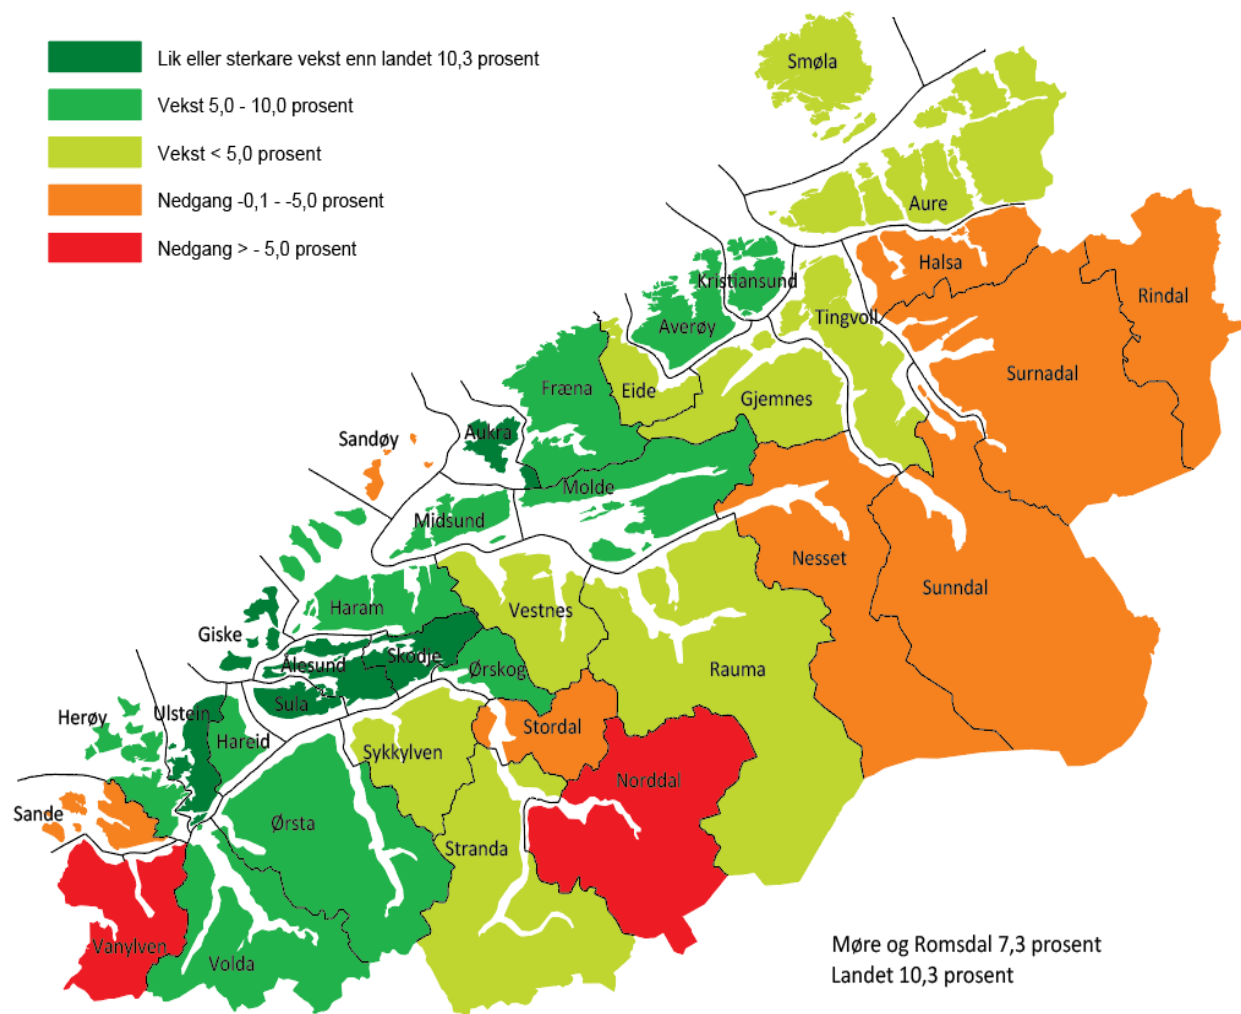 Lik eller sterkare vekst enn landet 10,3 prosent
Vekst 5,0 - 10,0 prosent
Vekst < 5,0 prosent
Nedgang -0,1 - -5,0 prosent
Nedgang > - 5,0 prosent
Smøla
Aure
Halsa
Rindal
Kristiansund
Tingvoll
Averøy
Surnadal
Fræna
Eide
Gjemnes
Sandøy
Aukra
Molde
Midsund
Nesset
Sunndal
Haram
Vestnes
Giske
Ålesund
Skodje
Ørskog
Rauma
Sula
Herøy
Ulstein
Hareid
Stordal
Sykkylven
Norddal
Sande
Ørsta
Stranda
Vanylven
Volda
Møre og Romsdal 7,3 prosent
Landet 10,3 prosent